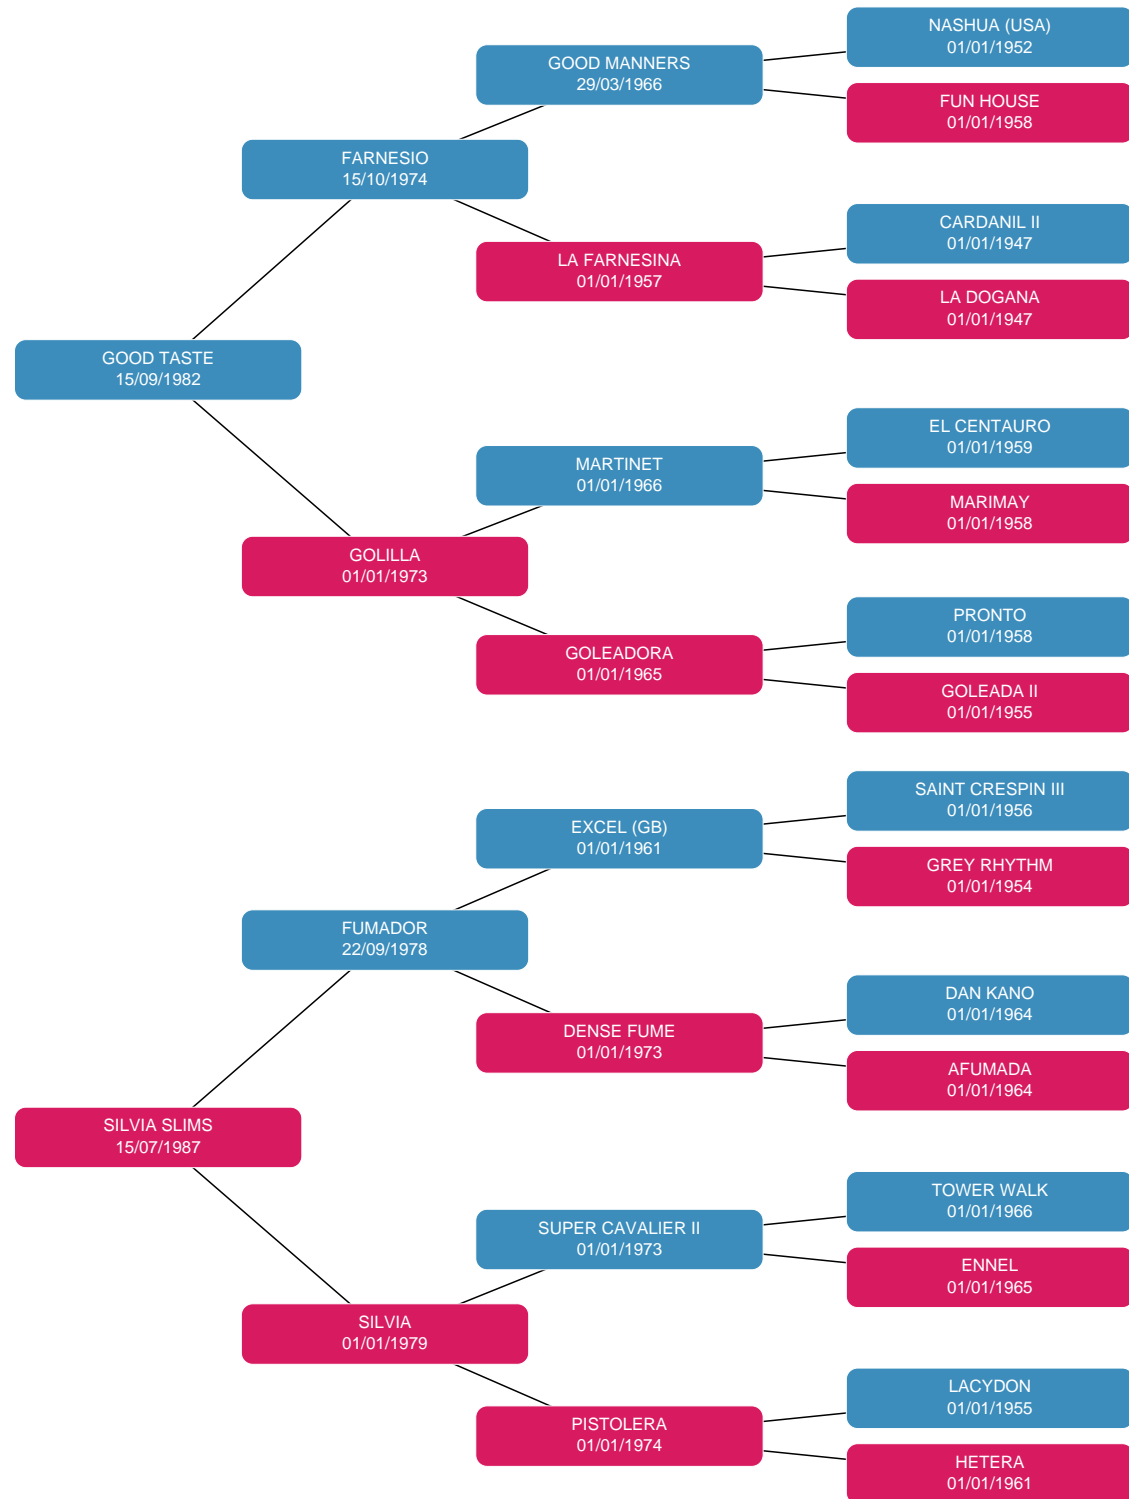 NASHUA (USA)
01/01/1952
GOOD MANNERS
29/03/1966
FUN HOUSE
01/01/1958
FARNESIO
15/10/1974
CARDANIL II
01/01/1947
LA FARNESINA
01/01/1957
LA DOGANA
01/01/1947
GOOD TASTE
15/09/1982
EL CENTAURO
01/01/1959
MARTINET
01/01/1966
MARIMAY
01/01/1958
GOLILLA
01/01/1973
PRONTO
01/01/1958
GOLEADORA
01/01/1965
GOLEADA II
01/01/1955
SAINT CRESPIN III
01/01/1956
EXCEL (GB)
01/01/1961
GREY RHYTHM
01/01/1954
FUMADOR
22/09/1978
DAN KANO
01/01/1964
DENSE FUME
01/01/1973
AFUMADA
01/01/1964
SILVIA SLIMS
15/07/1987
TOWER WALK
01/01/1966
SUPER CAVALIER II
01/01/1973
ENNEL
01/01/1965
SILVIA
01/01/1979
LACYDON
01/01/1955
PISTOLERA
01/01/1974
HETERA
01/01/1961